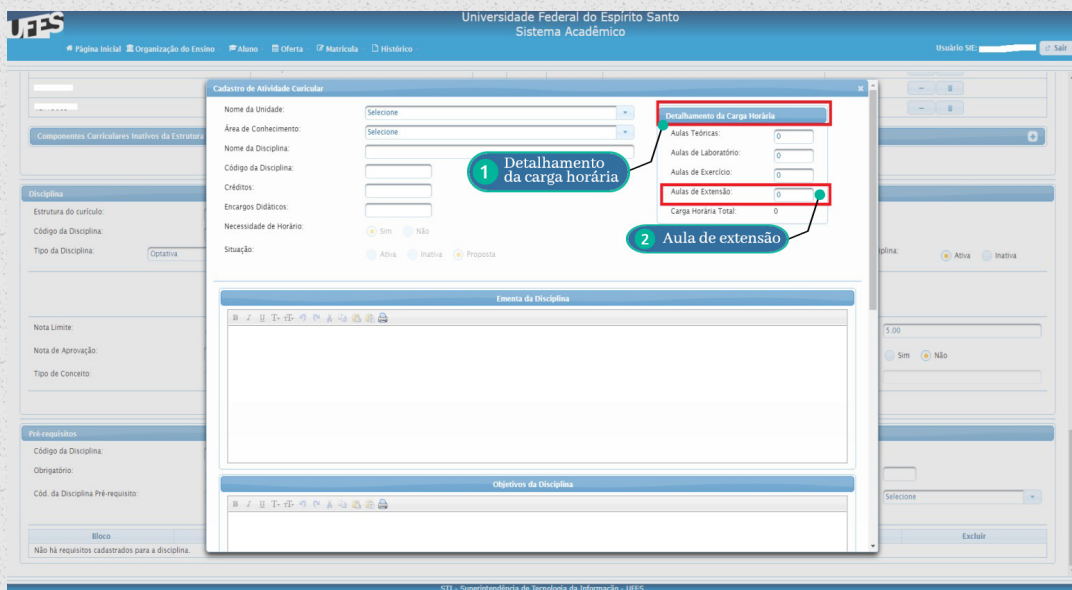 UFES
Universidade Federal do Espírito Santo
Sistema Acadêmico
Página Inicial Organização do Ensino Aluno Oferta Matrícula Histórico
Usuário SIE:
Sair
Componentes Curriculares Inativos da Estrutura
Cadastro de Atividade Curicular
Nome da Unidade: Selecione
Área de Conhecimento: Selecione
Nome da Disciplina:
Código da Disciplina:
Créditos:
Encargos Didáticos:
Necessidade de Horário: Sim Não
Situação: Ativa Inativa Proposta
Detalhamento da Carga Horária
Aulas Teóricas: 0
Aulas de Laboratório: 0
Aulas de Exercício: 0
Aulas de Extensão: 0
Carga Horária Total: 0
1 Detalhamento
da carga horária
2 Aula de extensão
Ementa da Disciplina
Objetivos da Disciplina
Disciplina
Estrutura do currículo:
Código da Disciplina:
Tipo da Disciplina: Optativa
iplina: Ativa Inativa
Nota Limite: 5.00
Nota de Aprovação: Sim Não
Tipo de Conceito:
Pré-requisitos
Código da Disciplina:
Obrigatório:
Cód. da Disciplina Pré-requisito: Selecione
Bloco Excluir
Não há requisitos cadastrados para a disciplina.
STI - Superintendência de Tecnologia da Informação - UFES